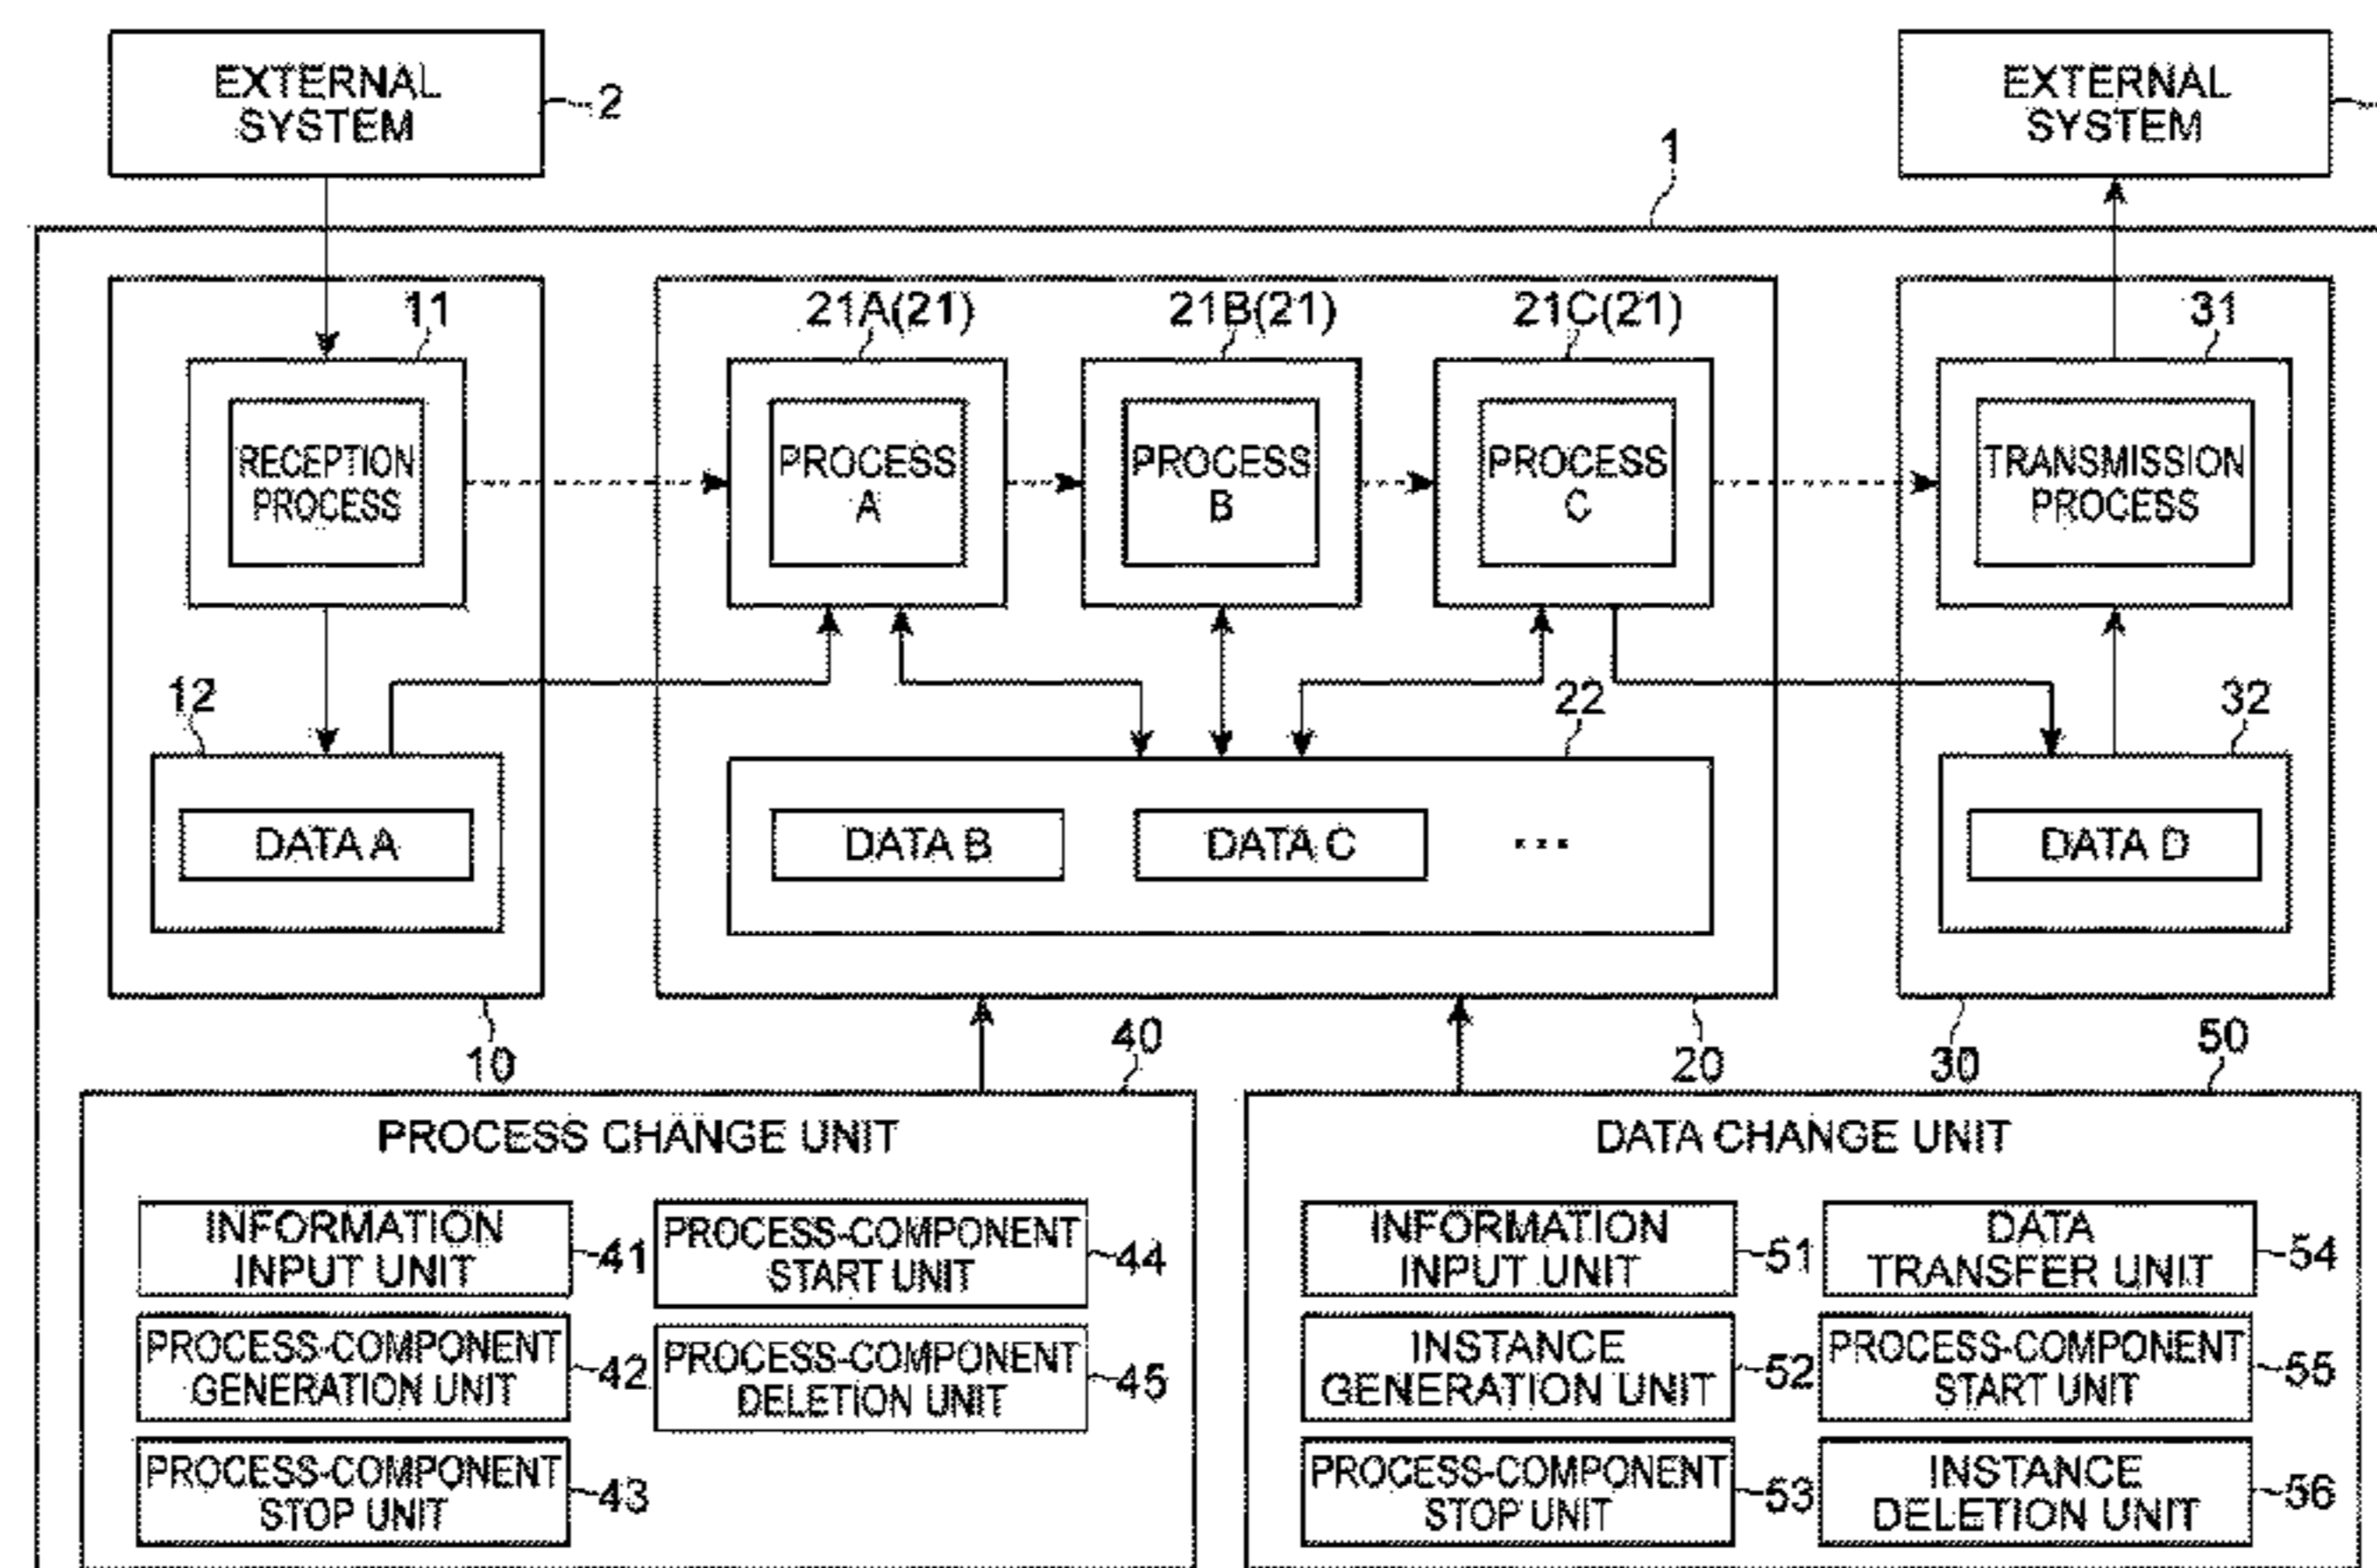 EXTERNAL
SYSTEM
2
EXTERNAL
SYSTEM
1
11
21A(21)
21B(21)
21C(21)
31
RECEPTION
PROCESS
PROCESS
A
PROCESS
B
PROCESS
C
TRANSMISSION
PROCESS
12
22
32
DATA A
DATA B
DATA C
...
DATA D
10
40
20
30
50
PROCESS CHANGE UNIT
INFORMATION
INPUT UNIT
41
PROCESS-COMPONENT
START UNIT
44
PROCESS-COMPONENT
GENERATION UNIT
42
PROCESS-COMPONENT
DELETION UNIT
45
PROCESS-COMPONENT
STOP UNIT
43
DATA CHANGE UNIT
INFORMATION
INPUT UNIT
51
DATA
TRANSFER UNIT
54
INSTANCE
GENERATION UNIT
52
PROCESS-COMPONENT
START UNIT
55
PROCESS-COMPONENT
STOP UNIT
53
INSTANCE
DELETION UNIT
56